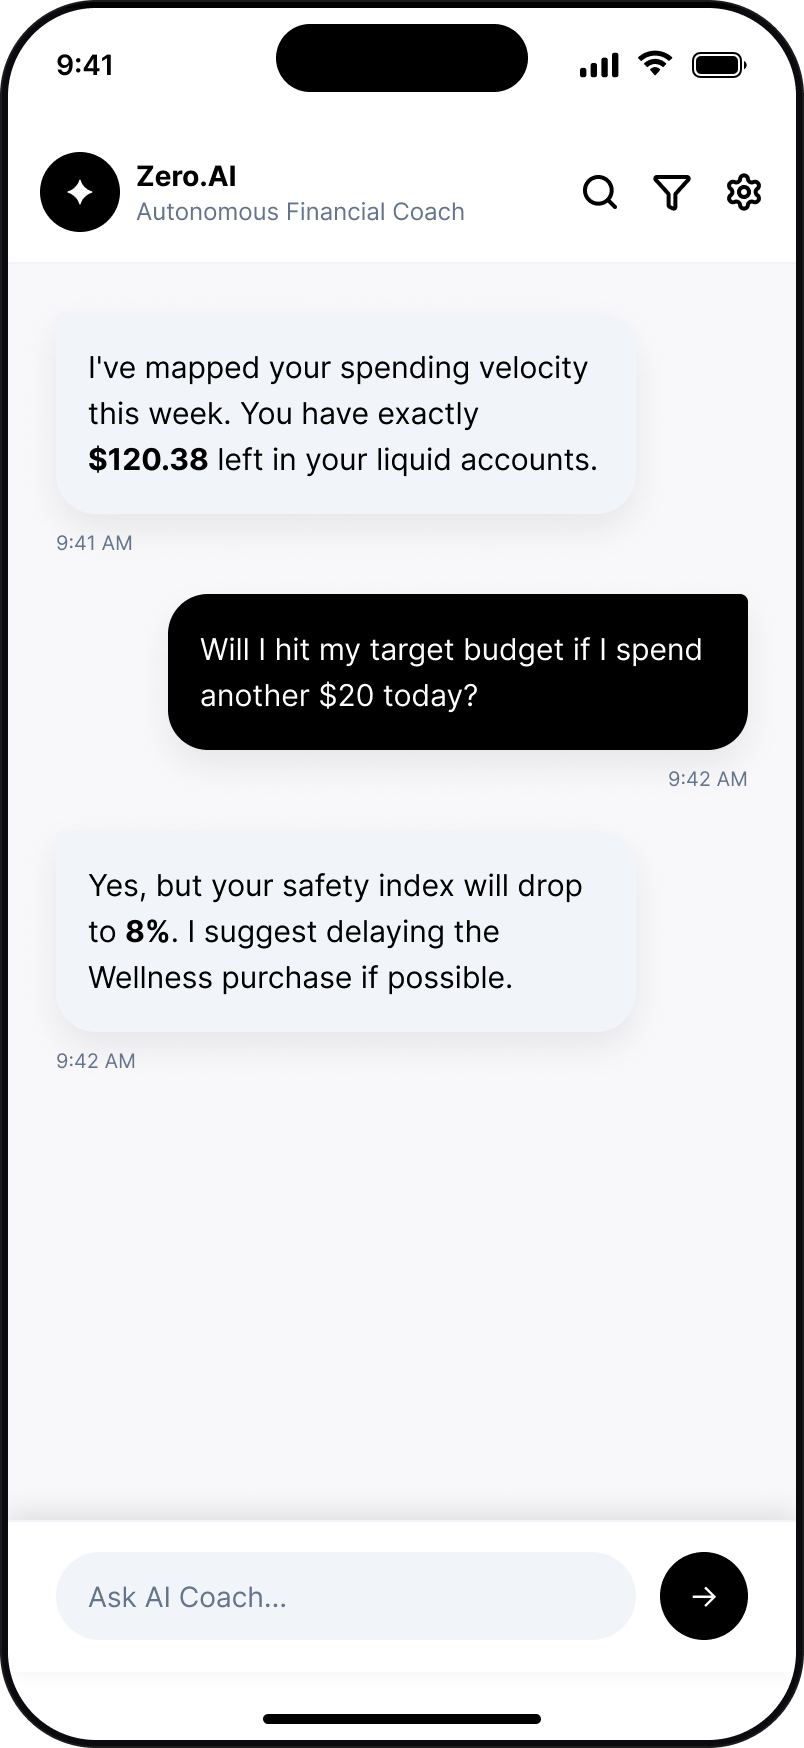 9:41
Zero.AI
Autonomous Financial Coach
I've mapped your spending velocity
this week. You have exactly
$120.38 left in your liquid accounts.
9:41 AM
Will I hit my target budget if I spend
another $20 today?
9:42 AM
Yes, but your safety index will drop
to 8%. I suggest delaying the
Wellness purchase if possible.
9:42 AM
Ask AI Coach...